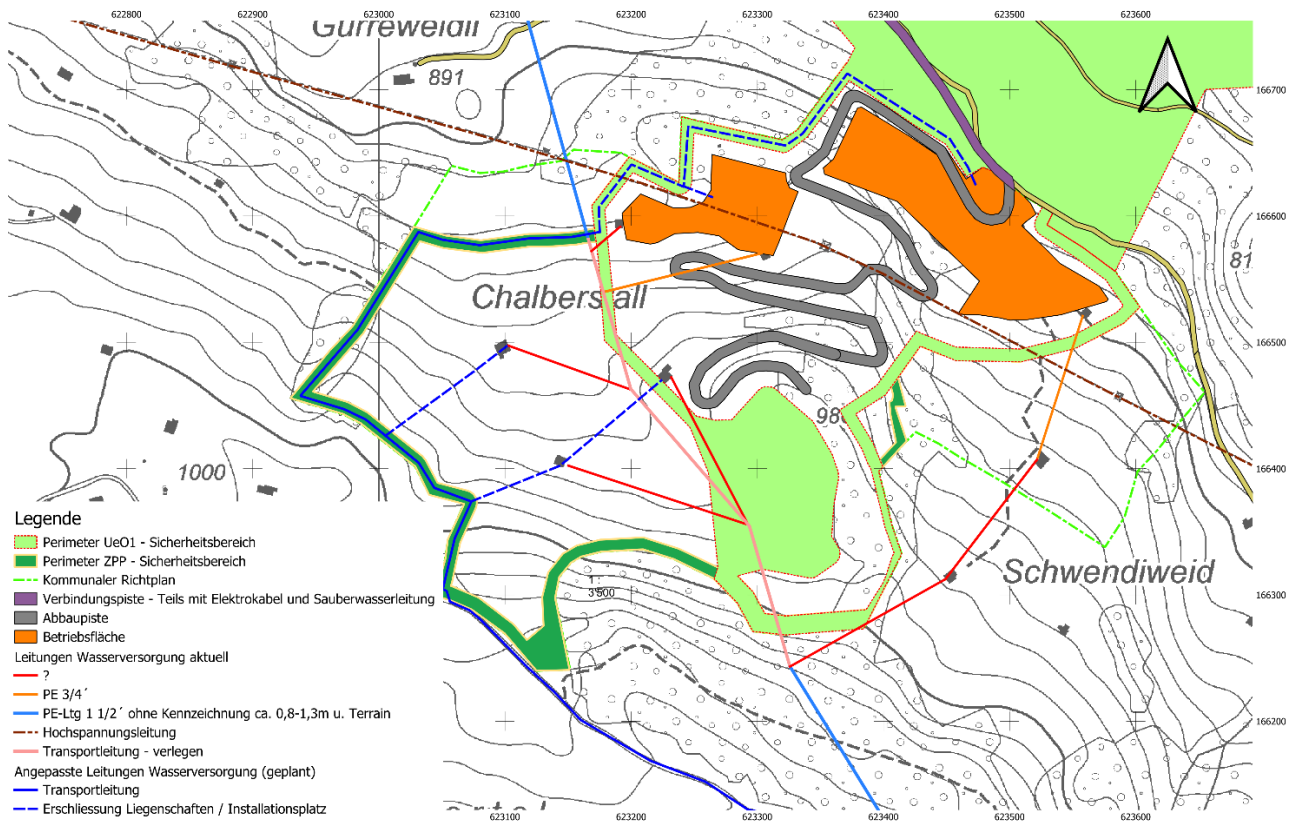 622800 622900 623000 623100 623200 623300 623400 623500 623600
Gurreweidli
891
166700
166600
81
Chalberstall
166500
98
1000
166400
Legende
Perimeter UeO1 - Sicherheitsbereich
Perimeter ZPP - Sicherheitsbereich
Kommunaler Richtplan
Verbindungspiste - Teils mit Elektrokabel und Sauberwasserleitung
Abbaupiste
Betriebsfläche
Leitungen Wasserversorgung aktuell
?
PE 3/4´
PE-Ltg 1 1/2´ ohne Kennzeichnung ca. 0,8-1,3m u. Terrain
Hochspannungsleitung
Transportleitung - verlegen
Angepasste Leitungen Wasserversorgung (geplant)
Transportleitung
Erschliessung Liegenschaften / Installationsplatz
Schwendiweid
1:
3'500
166300
166200
623100 623200 623300 623400 623500 623600